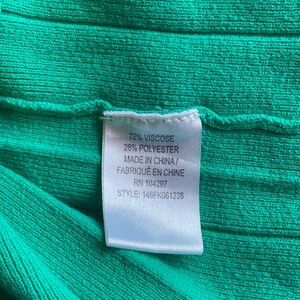 72% VISCOSE
28% POLYESTER
MADE IN CHINA/
FABRIQUÉ EN CHINE
RN 104297
STYLE: 149FK061228